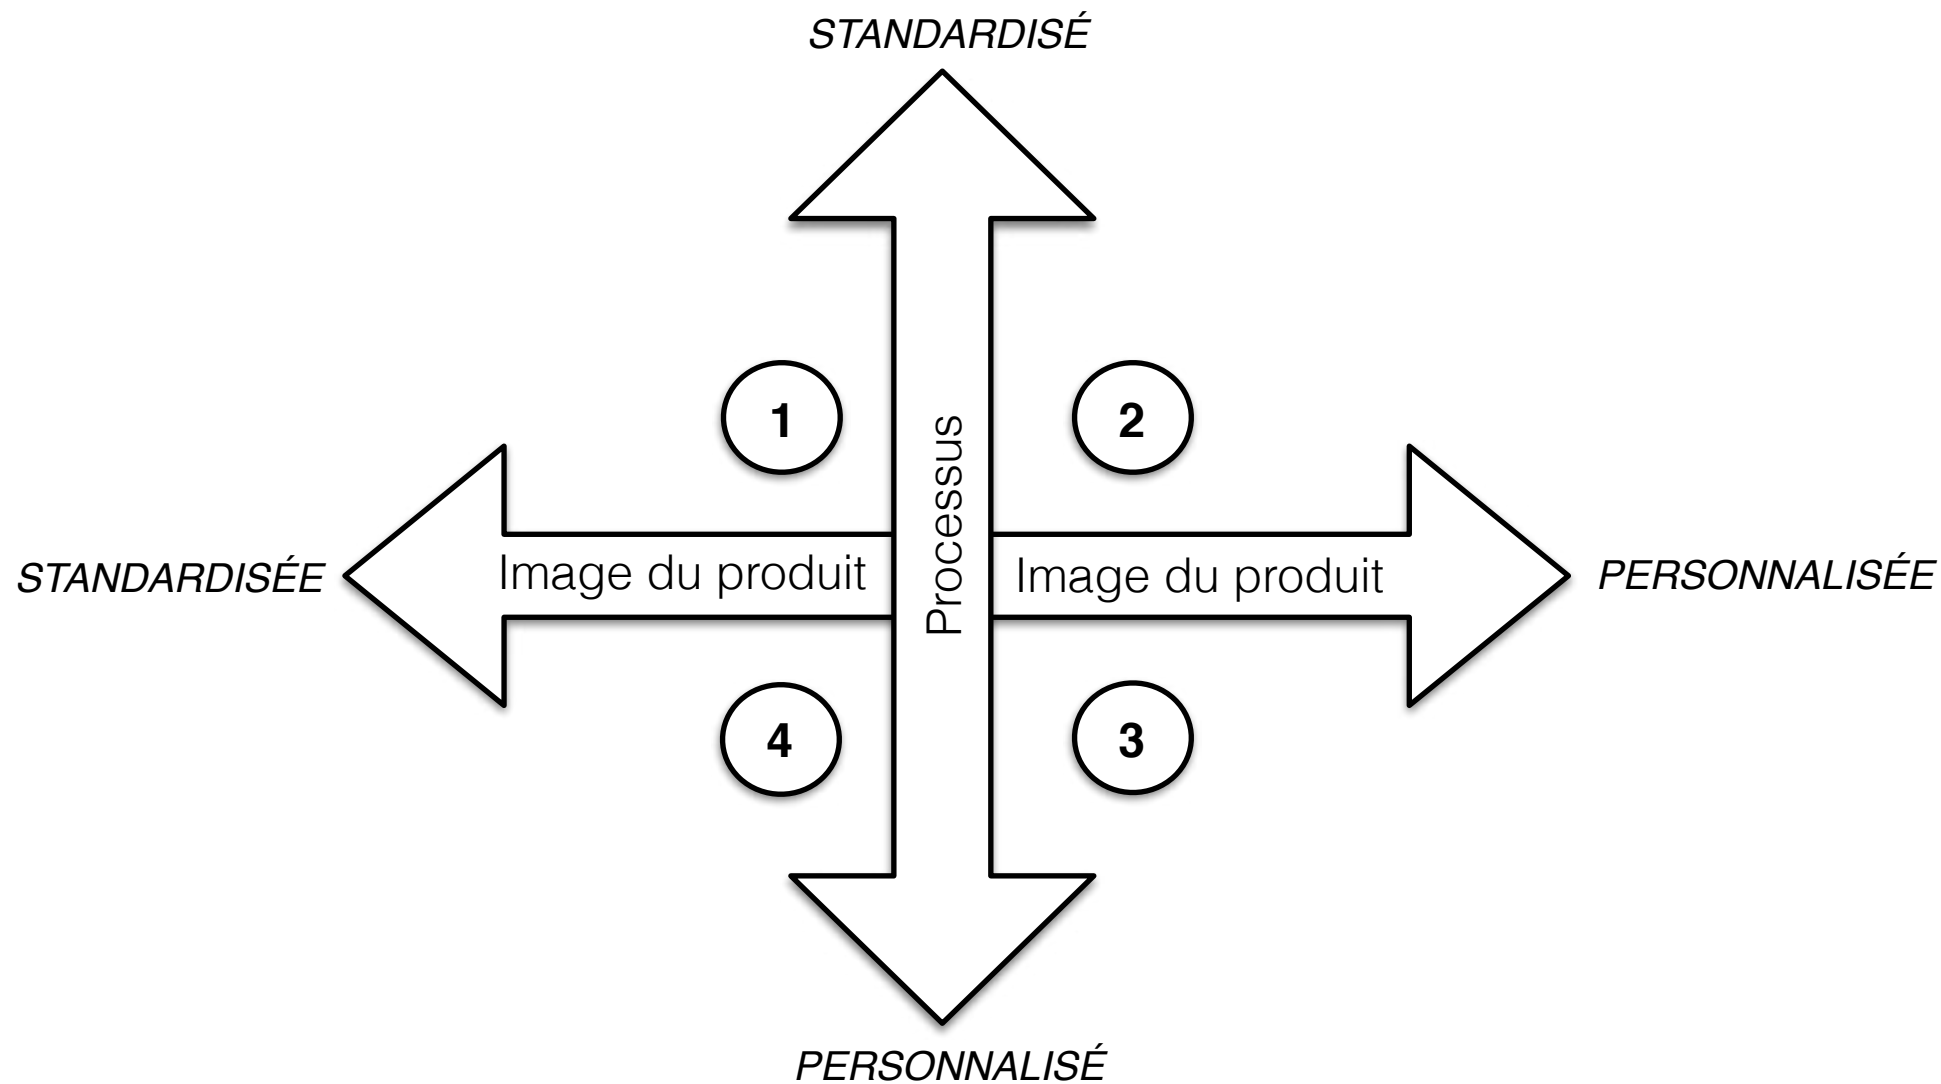 STANDARDISÉ
1
2
Processus
STANDARDISÉE
Image du produit
Image du produit
PERSONNALISÉE
4
3
PERSONNALISÉ